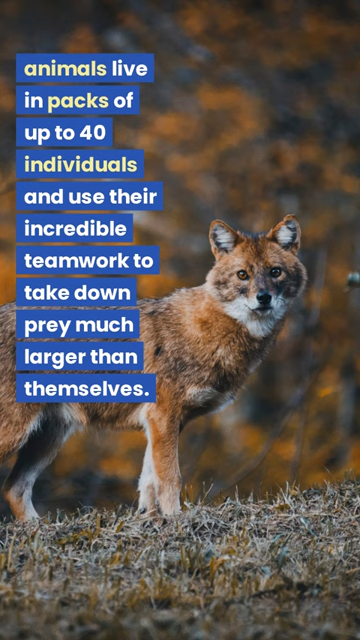 animals live
in packs of
up to 40
individuals
and use their
incredible
teamwork to
take down
prey much
larger than
themselves.